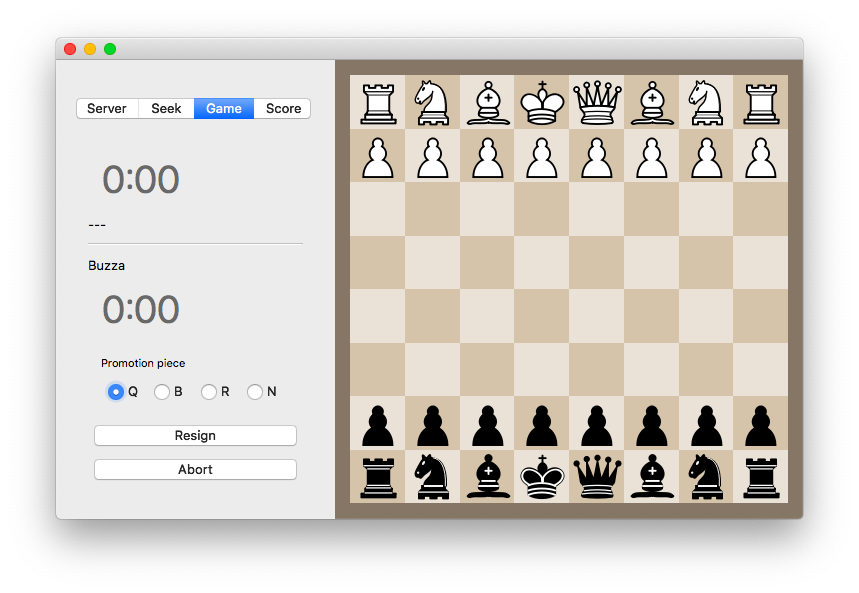 Server Seek Game Score
0:00
---
Buzza
0:00
Promotion piece
Q B R N
Resign
Abort